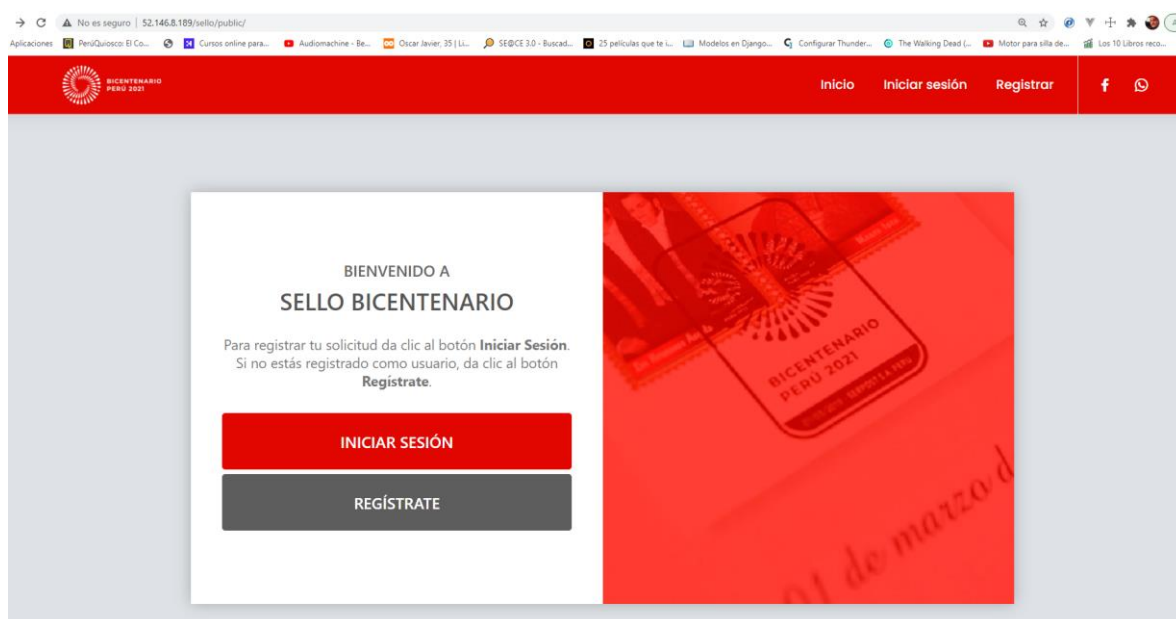 No es seguro | 52.146.8.189/sello/public/
Aplicaciones PerúQuiosco: El Co... Cursos online para... Audiomachine - Be... Oscar Javier, 35 | Li... SE@CE 3.0 - Buscad... 25 películas que te i... Modelos en Django... Configurar Thunder... The Walking Dead (... Motor para silla de... Los 10 Libros reco...
BICENTENARIO
PERÚ 2021
Inicio Iniciar sesión Registrar
BIENVENIDO A
SELLO BICENTENARIO
Para registrar tu solicitud da clic al botón Iniciar Sesión.
Si no estás registrado como usuario, da clic al botón
Regístrate.
INICIAR SESIÓN
REGÍSTRATE
BICENTENARIO
PERÚ 2021
01 de marzo d